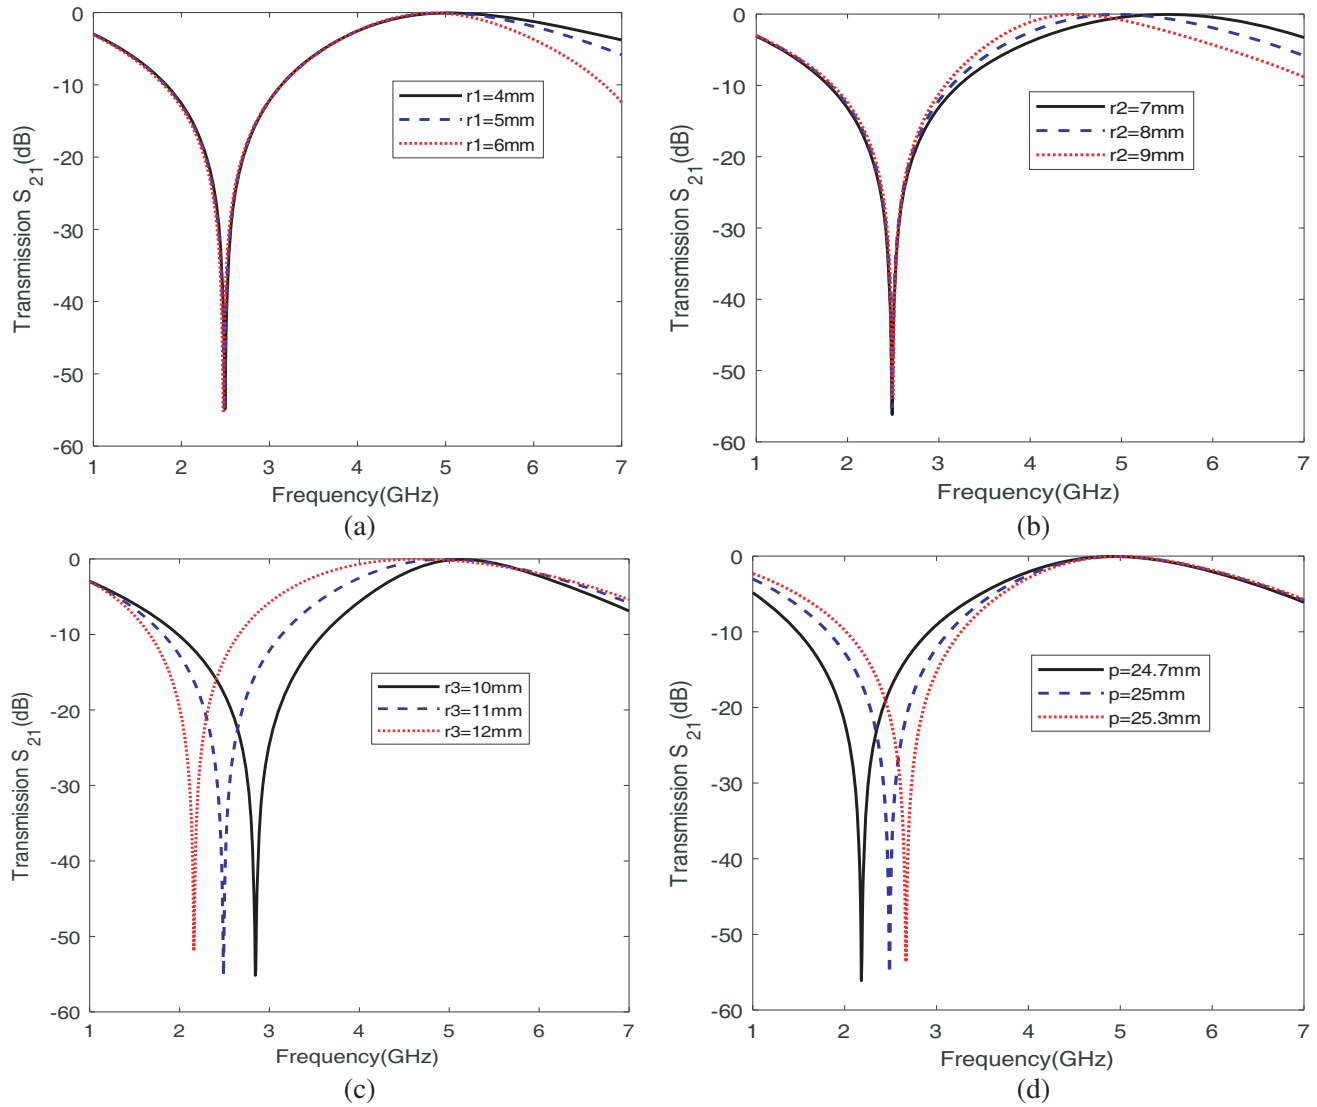 0
-10
-20
-30
-40
-50
-60
Transmission S21(dB)
r1=4mm
r1=5mm
r1=6mm
1 2 3 4 5 6 7
Frequency(GHz)
(a)
0
-10
-20
-30
-40
-50
-60
Transmission S21(dB)
r2=7mm
r2=8mm
r2=9mm
1 2 3 4 5 6 7
Frequency(GHz)
(b)
0
-10
-20
-30
-40
-50
-60
Transmission S21(dB)
r3=10mm
r3=11mm
r3=12mm
1 2 3 4 5 6 7
Frequency(GHz)
(c)
0
-10
-20
-30
-40
-50
-60
Transmission S21(dB)
p=24.7mm
p=25mm
p=25.3mm
1 2 3 4 5 6 7
Frequency(GHz)
(d)